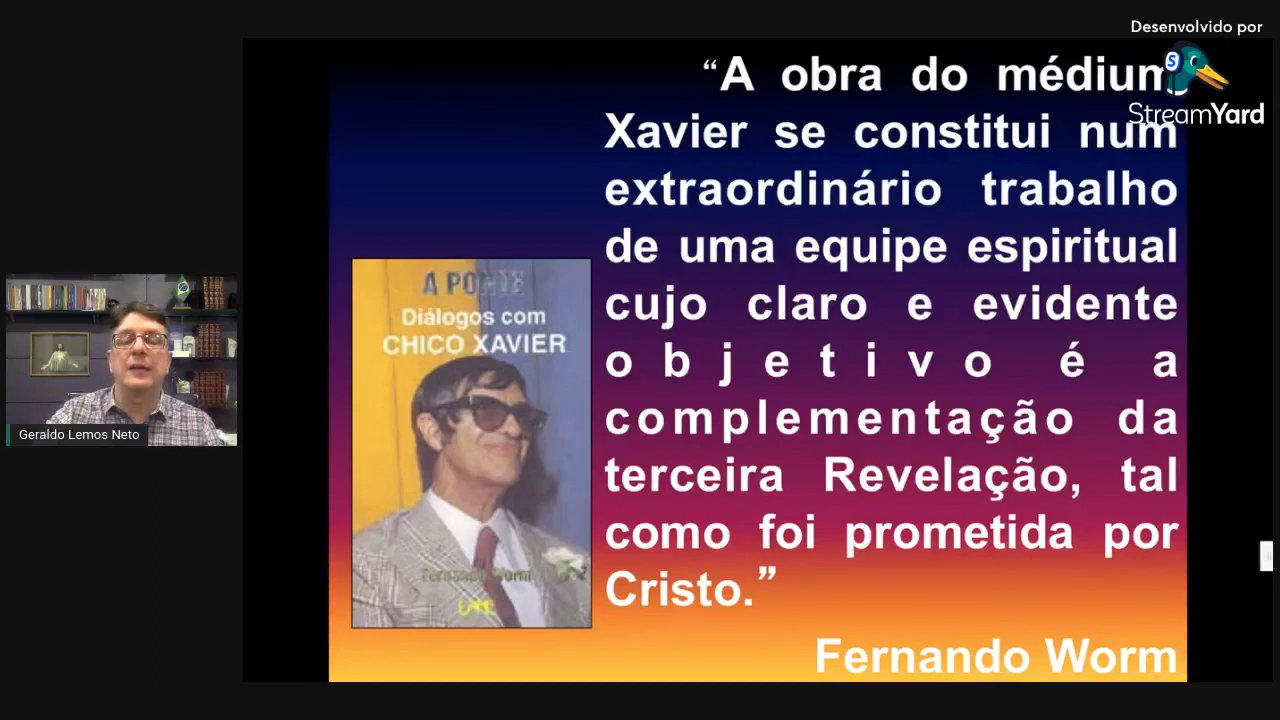 Desenvolvido por
StreamYard
“A obra do médium
Xavier se constitui num
extraordinário trabalho
de uma equipe espiritual
cujo claro e evidente
objetivo é a
complementação da
terceira Revelação, tal
como foi prometida por
Cristo.”
Fernando Worm
A PONTE
Diálogos com
CHICO XAVIER
Fernando Worm
LAKE
Geraldo Lemos Neto